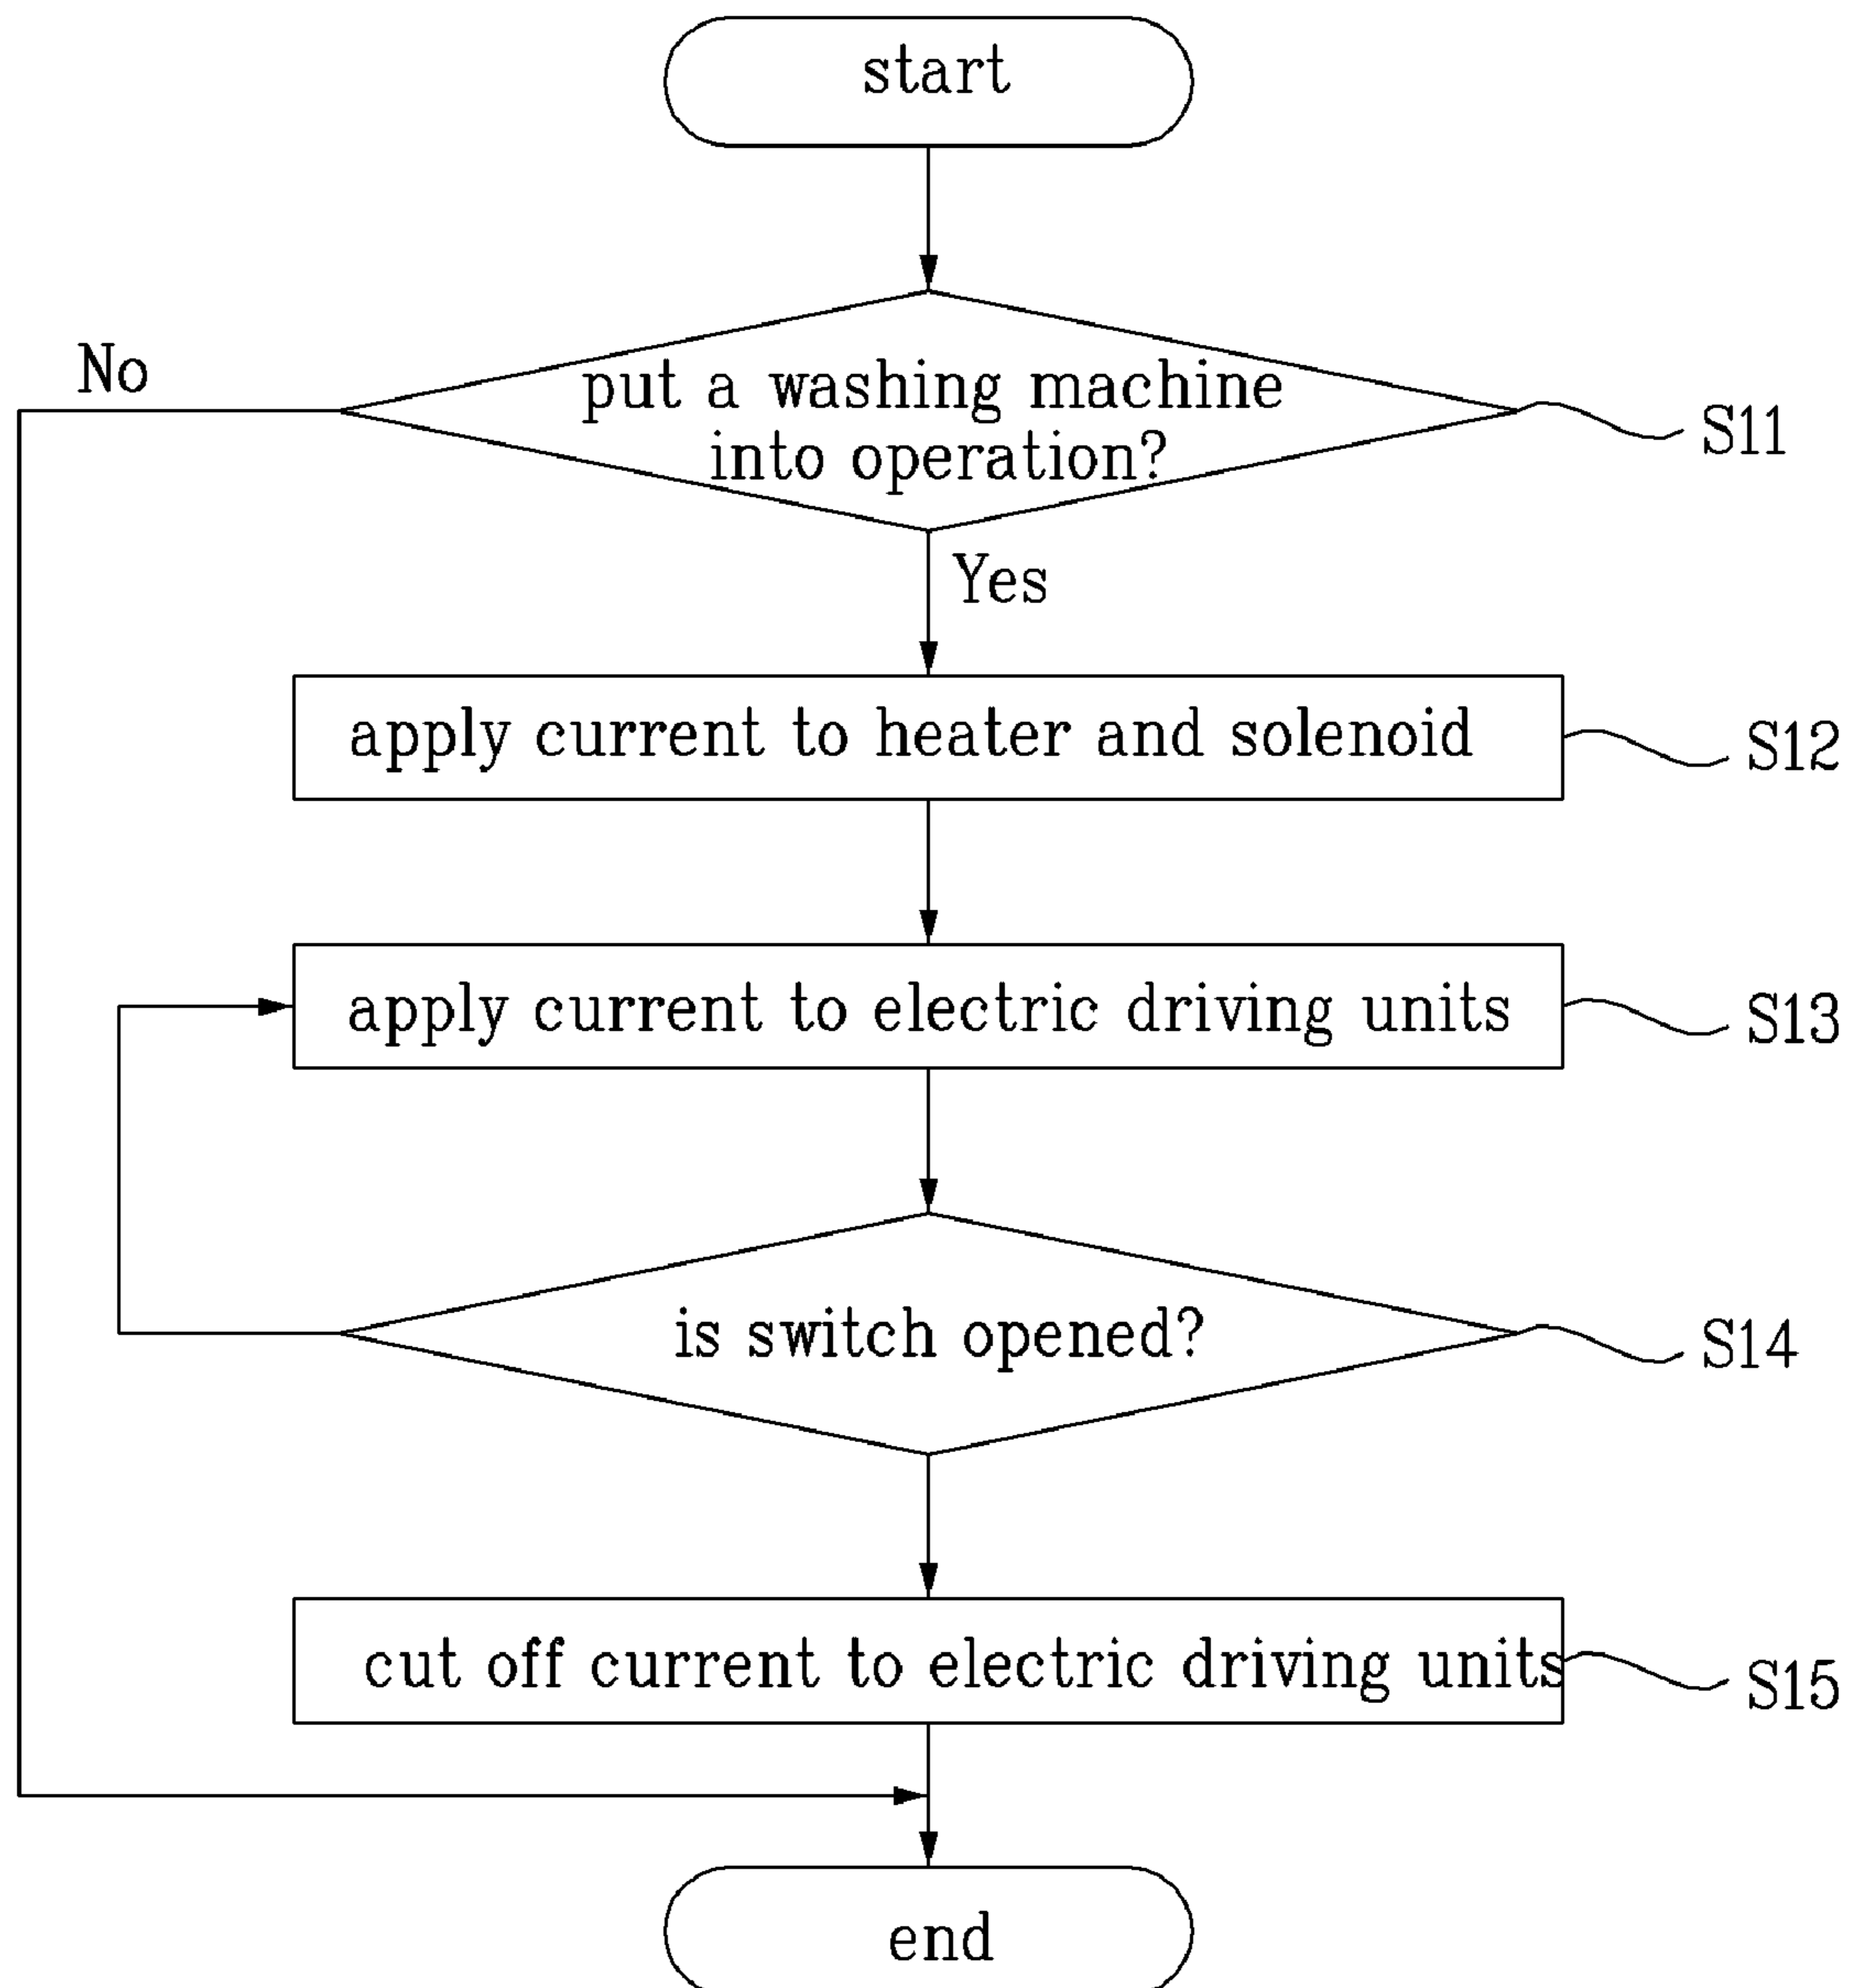 start
No
put a washing machine
into operation?
S11
Yes
apply current to heater and solenoid
S12
apply current to electric driving units
S13
is switch opened?
S14
cut off current to electric driving units
S15
end